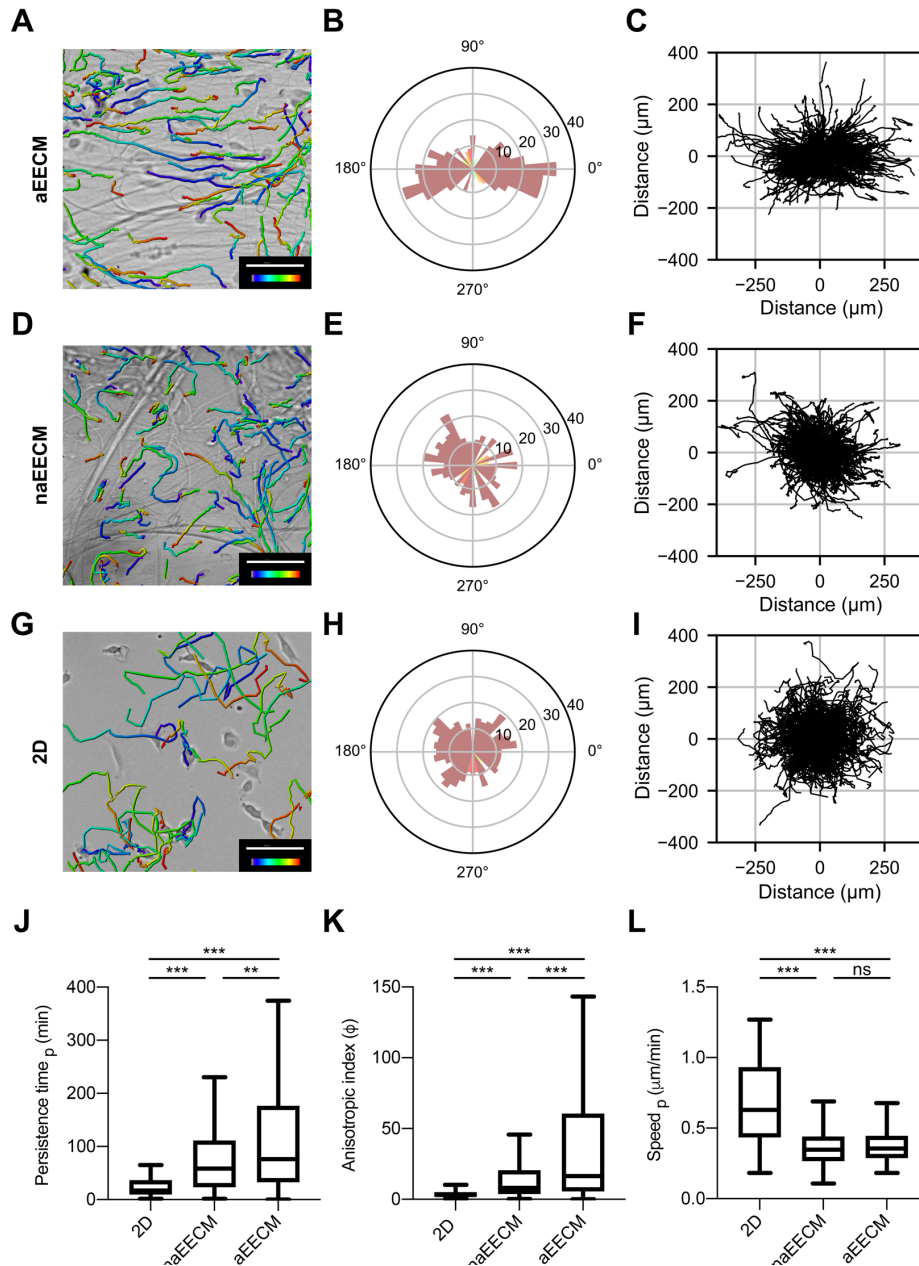 A
B
C
aEECM
90°
180°
0°
270°
10
20
30
40
Distance (µm)
400
200
0
−200
−400
−250
0
250
Distance (µm)
D
E
F
naEECM
90°
180°
0°
270°
10
20
30
40
Distance (µm)
400
200
0
−200
−400
−250
0
250
Distance (µm)
G
H
I
2D
90°
180°
0°
270°
10
20
30
40
Distance (µm)
400
200
0
−200
−400
−250
0
250
Distance (µm)
J
K
L
***
*** **
Persistence time p (min)
400
300
200
100
0
2D
naEECM
aEECM
***
*** ***
Anisotropic index (ϕ)
150
100
50
0
2D
naEECM
aEECM
***
*** ns
Speed p (µm/min)
1.5
1.0
0.5
0.0
2D
naEECM
aEECM